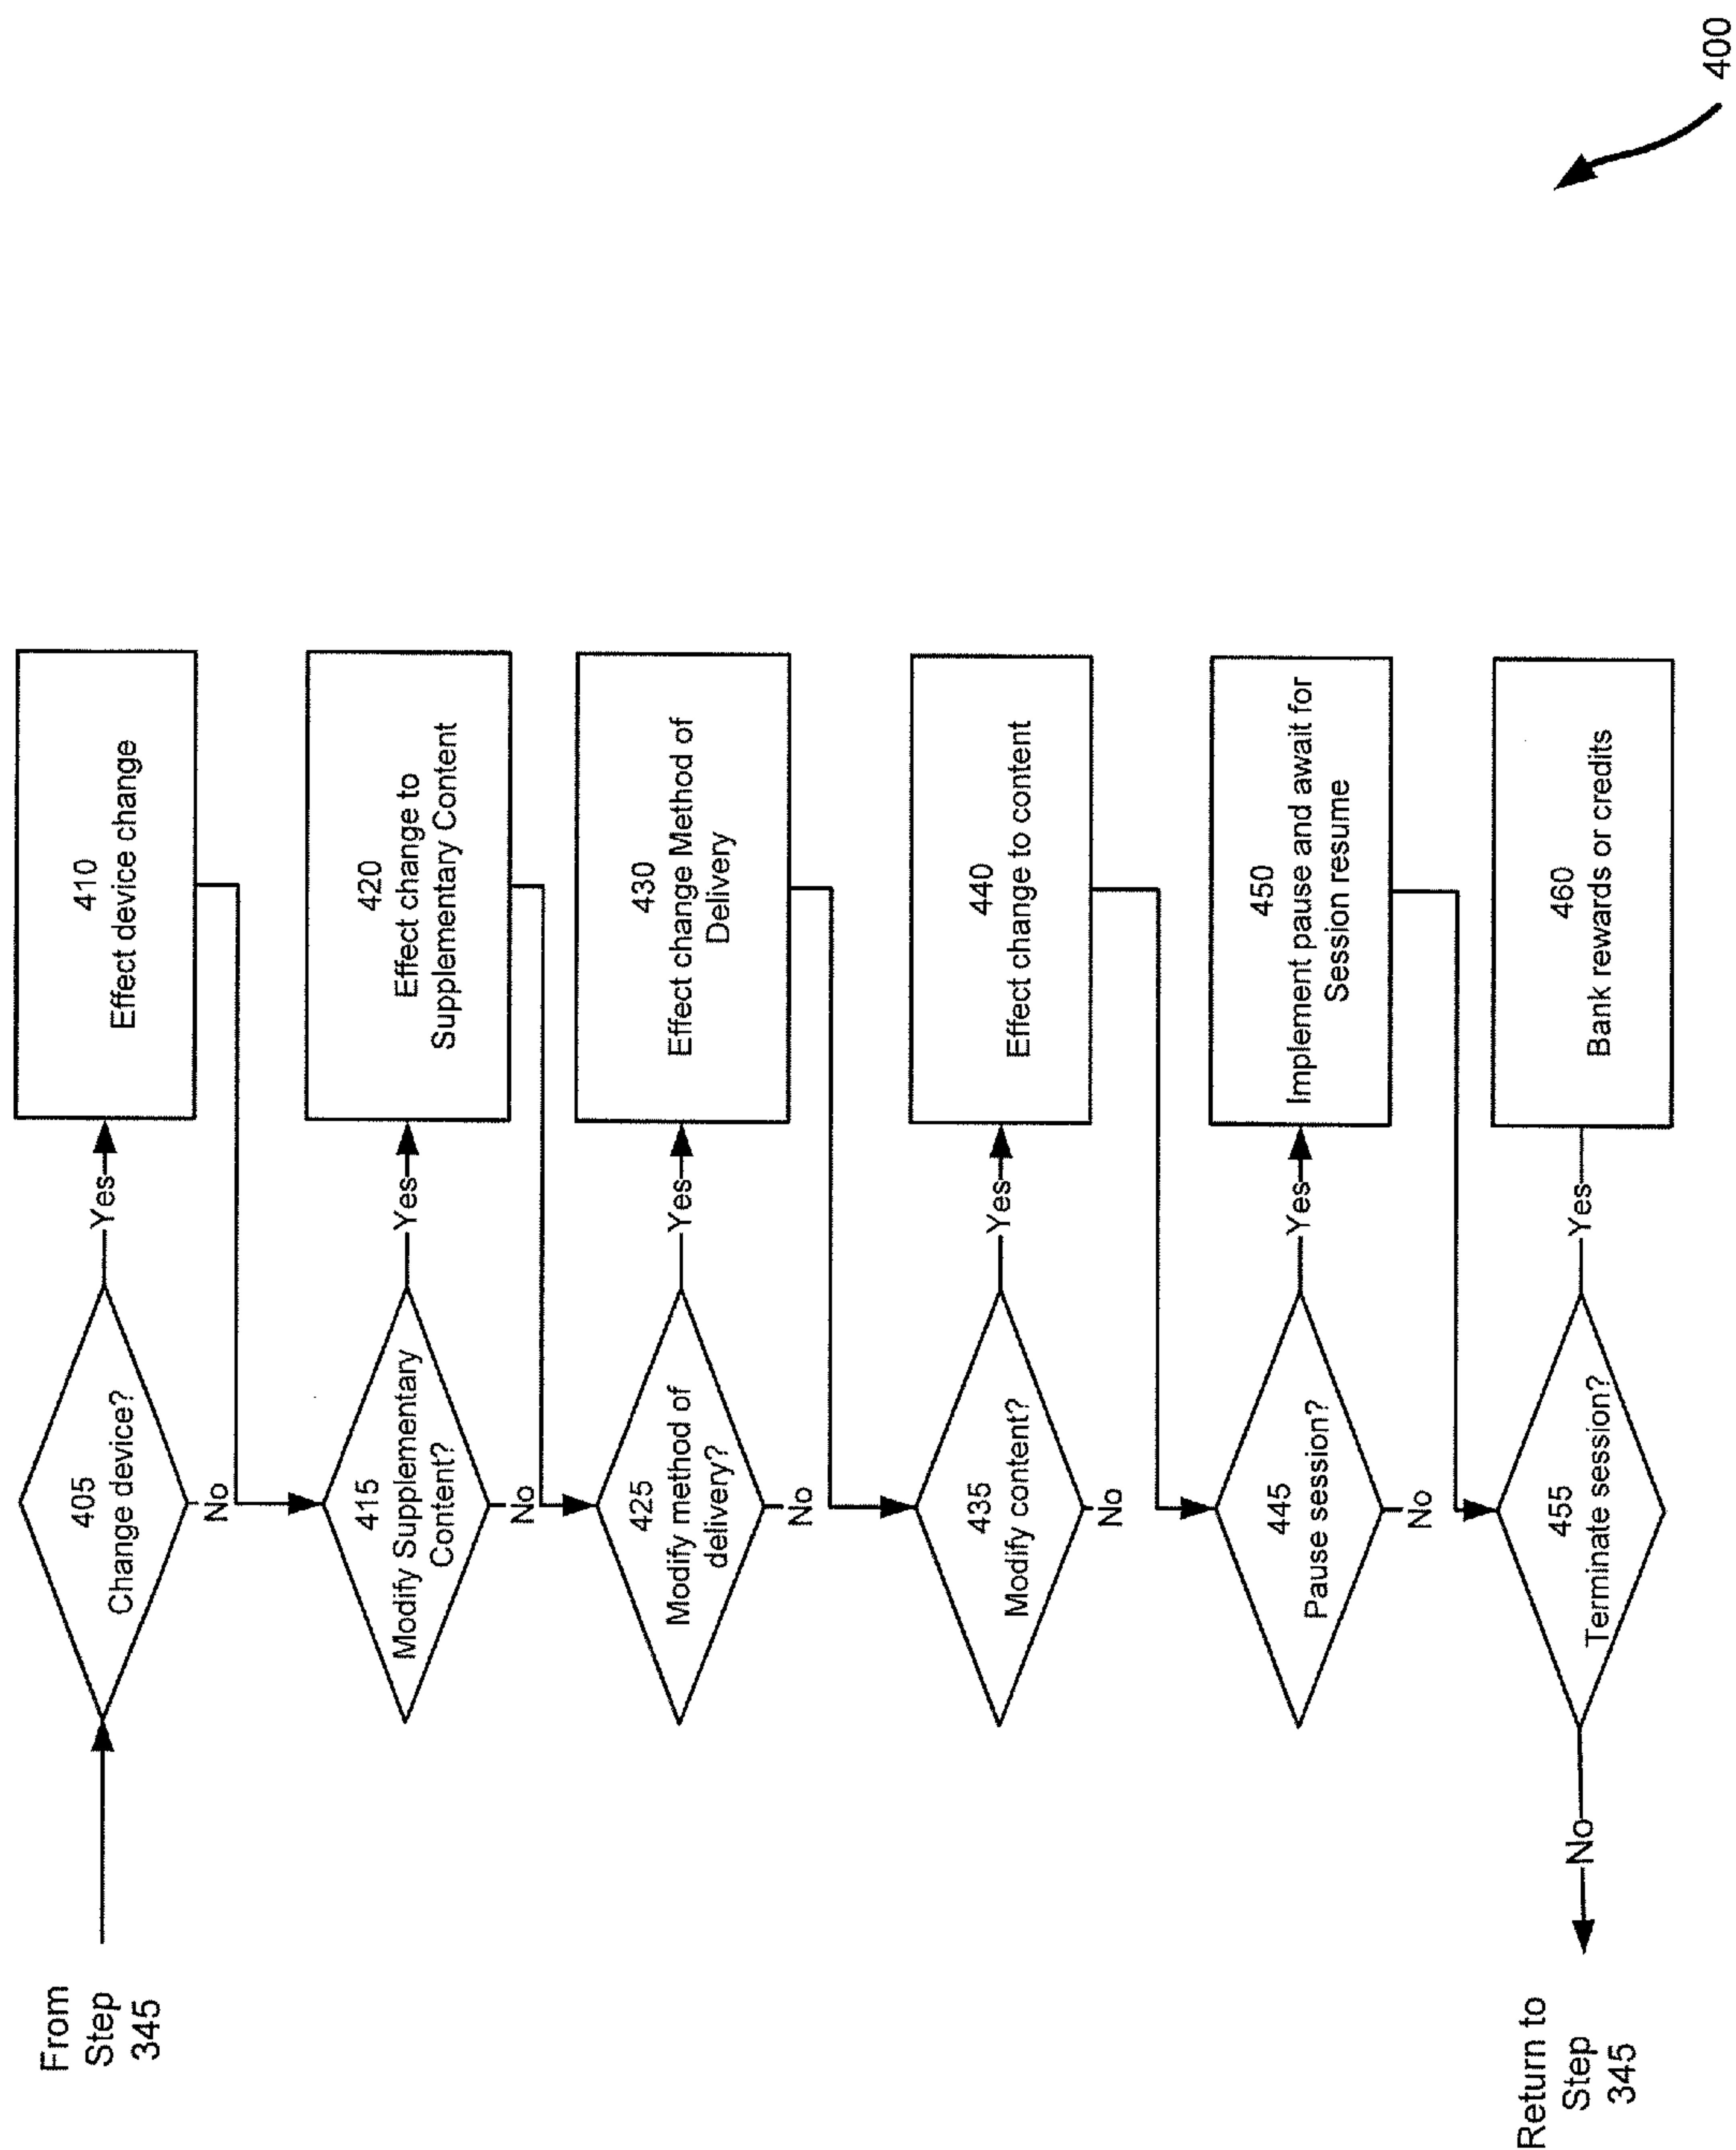 From
Step
345
405
Change device?
Yes
410
Effect device change
No
415
Modify Supplementary
Content?
Yes
420
Effect change to
Supplementary Content
No
425
Modify method of
delivery?
Yes
430
Effect change Method of
Delivery
No
435
Modify content?
Yes
440
Effect change to content
No
445
Pause session?
Yes
450
Implement pause and await for
Session resume
No
455
Terminate session?
Yes
460
Bank rewards or credits
No
Return to
Step
345
400